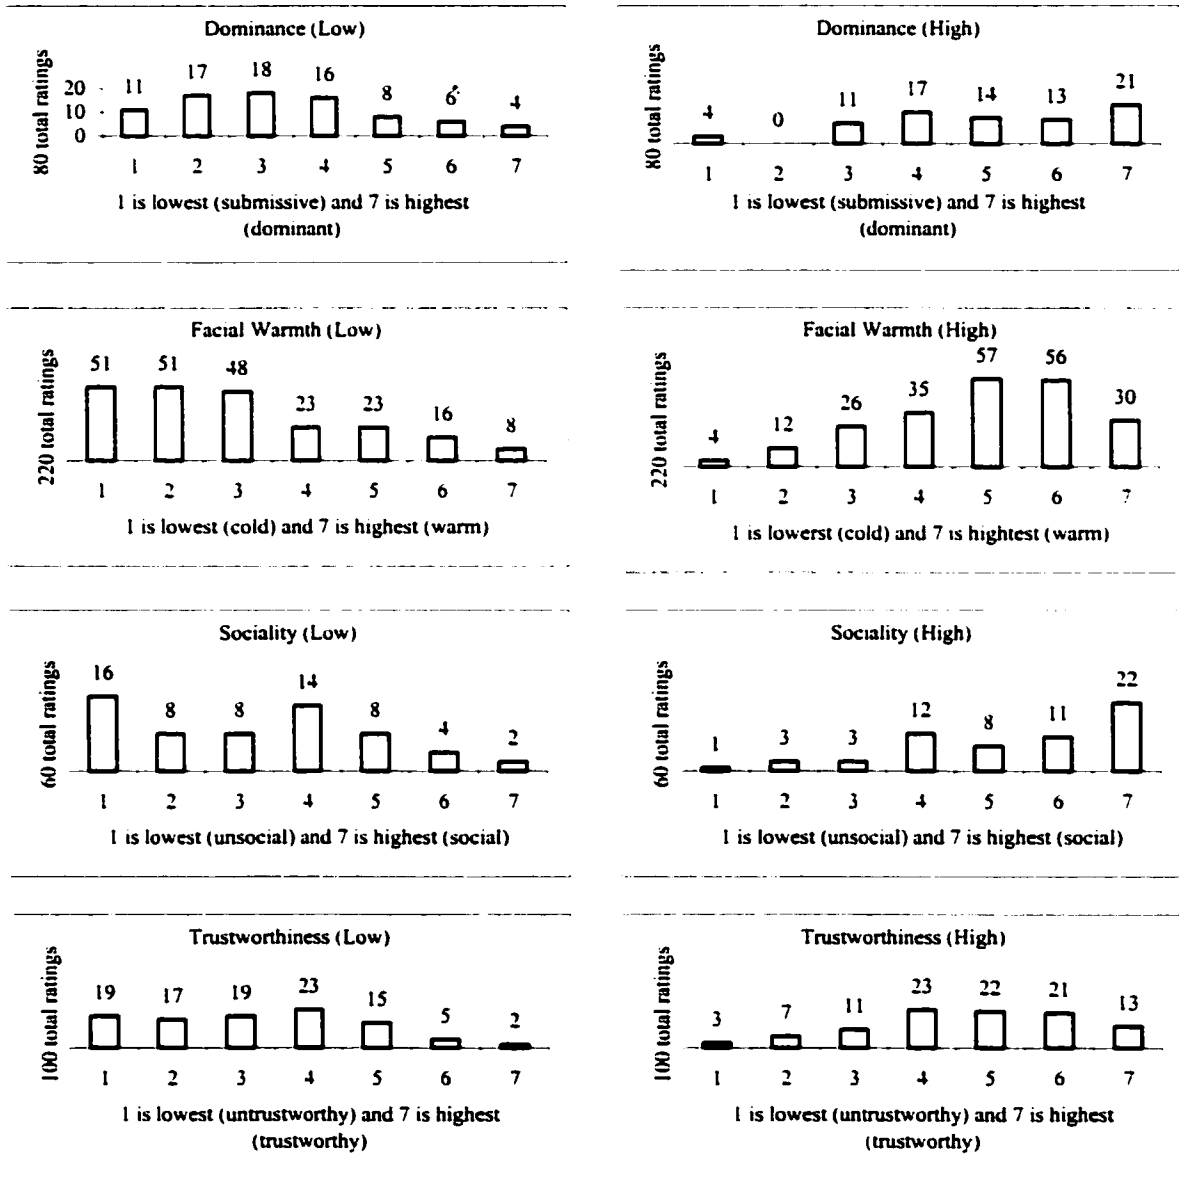 Dominance (Low)
80 total ratings
20
10
0
11 17 18 16 8 6 4
1 2 3 4 5 6 7
1 is lowest (submissive) and 7 is highest
(dominant)
Dominance (High)
80 total ratings
4 0 11 17 14 13 21
1 2 3 4 5 6 7
1 is lowest (submissive) and 7 is highest
(dominant)
Facial Warmth (Low)
220 total ratings
51 51 48 23 23 16 8
1 2 3 4 5 6 7
1 is lowest (cold) and 7 is highest (warm)
Facial Warmth (High)
220 total ratings
4 12 26 35 57 56 30
1 2 3 4 5 6 7
1 is lowerst (cold) and 7 is hightest (warm)
Sociality (Low)
60 total ratings
16 8 8 14 8 4 2
1 2 3 4 5 6 7
1 is lowest (unsocial) and 7 is highest (social)
Sociality (High)
60 total ratings
1 3 3 12 8 11 22
1 2 3 4 5 6 7
1 is lowest (unsocial) and 7 is highest (social)
Trustworthiness (Low)
100 total ratings
19 17 19 23 15 5 2
1 2 3 4 5 6 7
1 is lowest (untrustworthy) and 7 is highest
(trustworthy)
Trustworthiness (High)
100 total ratings
3 7 11 23 22 21 13
1 2 3 4 5 6 7
1 is lowest (untrustworthy) and 7 is highest
(trustworthy)